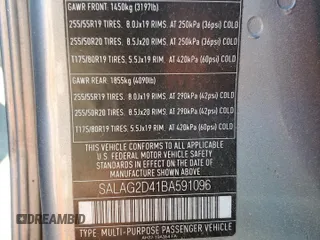 GAWR FRONT: 1450kg (3197lb)
255/55R19 TIRES. 8.0Jx19 RIMS. AT 250kPa (36psi) COLD
255/50R20 TIRES. 8.5Jx20 RIMS. AT 250kPa (36psi) COLD
T175/80R19 TIRES. 5.5Jx19 RIM. AT 420kPa (60psi) COLD
GAWR REAR: 1855kg (4090lb)
255/55R19 TIRES. 8.0Jx19 RIMS. AT 290kPa (42psi) COLD
255/50R20 TIRES. 8.5Jx20 RIMS. AT 290kPa (42psi) COLD
T175/80R19 TIRES. 5.5Jx19 RIM. AT 420kPa (60psi) COLD
THIS VEHICLE CONFORMS TO ALL APPLICABLE
U.S. FEDERAL MOTOR VEHICLE SAFETY
STANDARDS IN EFFECT ON THE DATE OF
MANUFACTURE SHOWN ABOVE.
SALAG2D41BA591096
TYPE: MULTI-PURPOSE PASSENGER VEHICLE